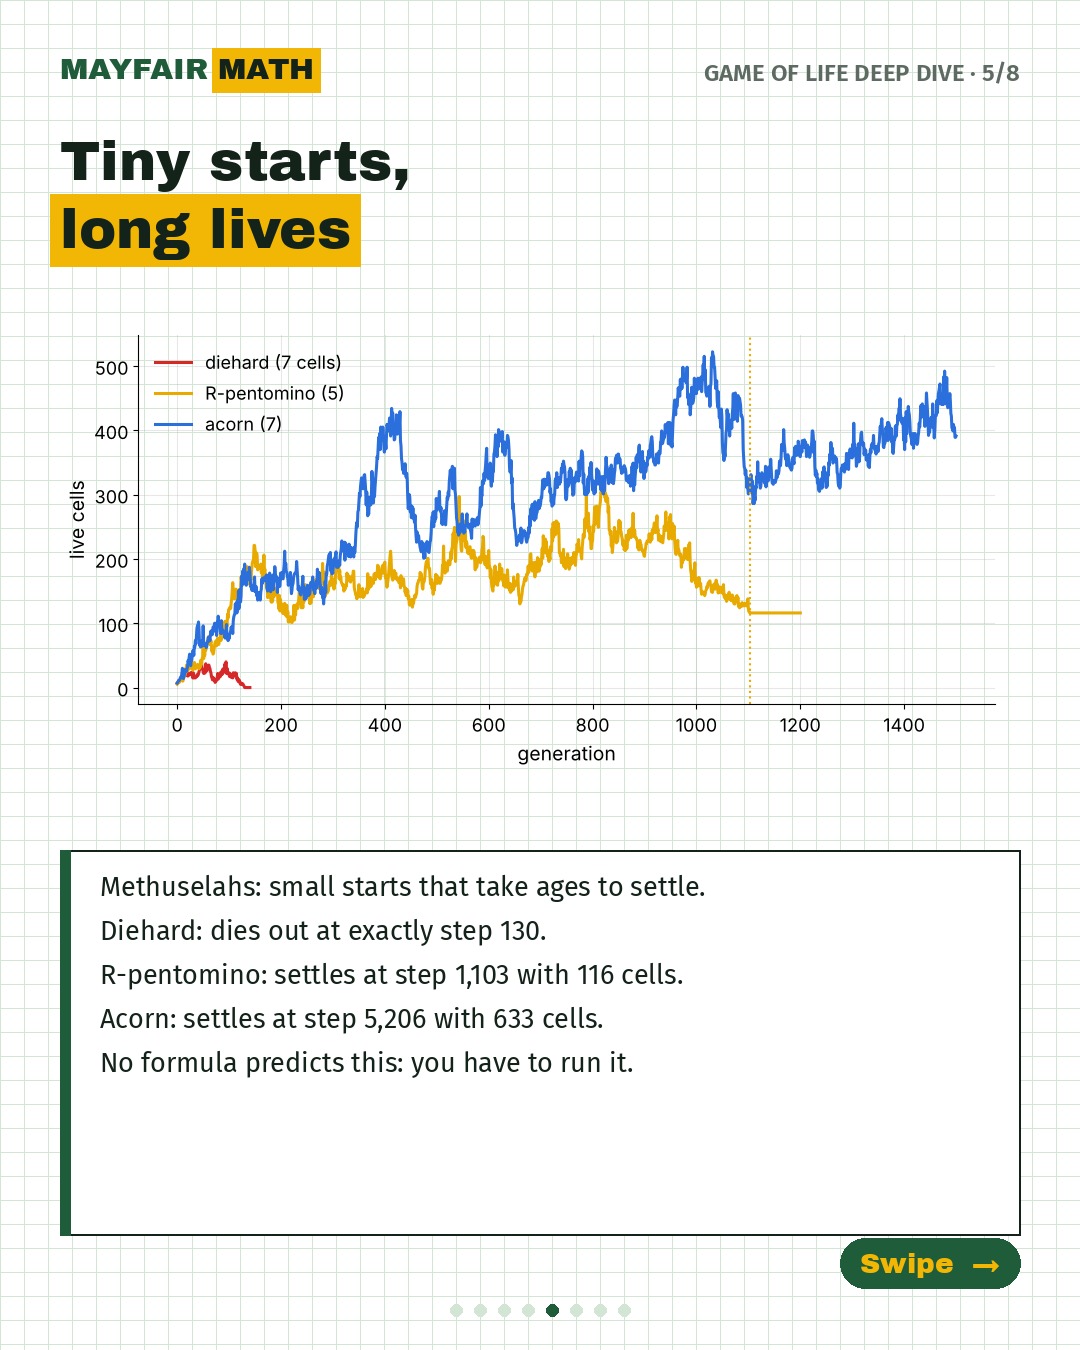 MAYFAIR MATH
GAME OF LIFE DEEP DIVE · 5/8
Tiny starts,
long lives
diehard (7 cells)
R-pentomino (5)
acorn (7)
live cells
500
400
300
200
100
0
0 200 400 600 800 1000 1200 1400
generation
Methuselahs: small starts that take ages to settle.
Diehard: dies out at exactly step 130.
R-pentomino: settles at step 1,103 with 116 cells.
Acorn: settles at step 5,206 with 633 cells.
No formula predicts this: you have to run it.
Swipe →